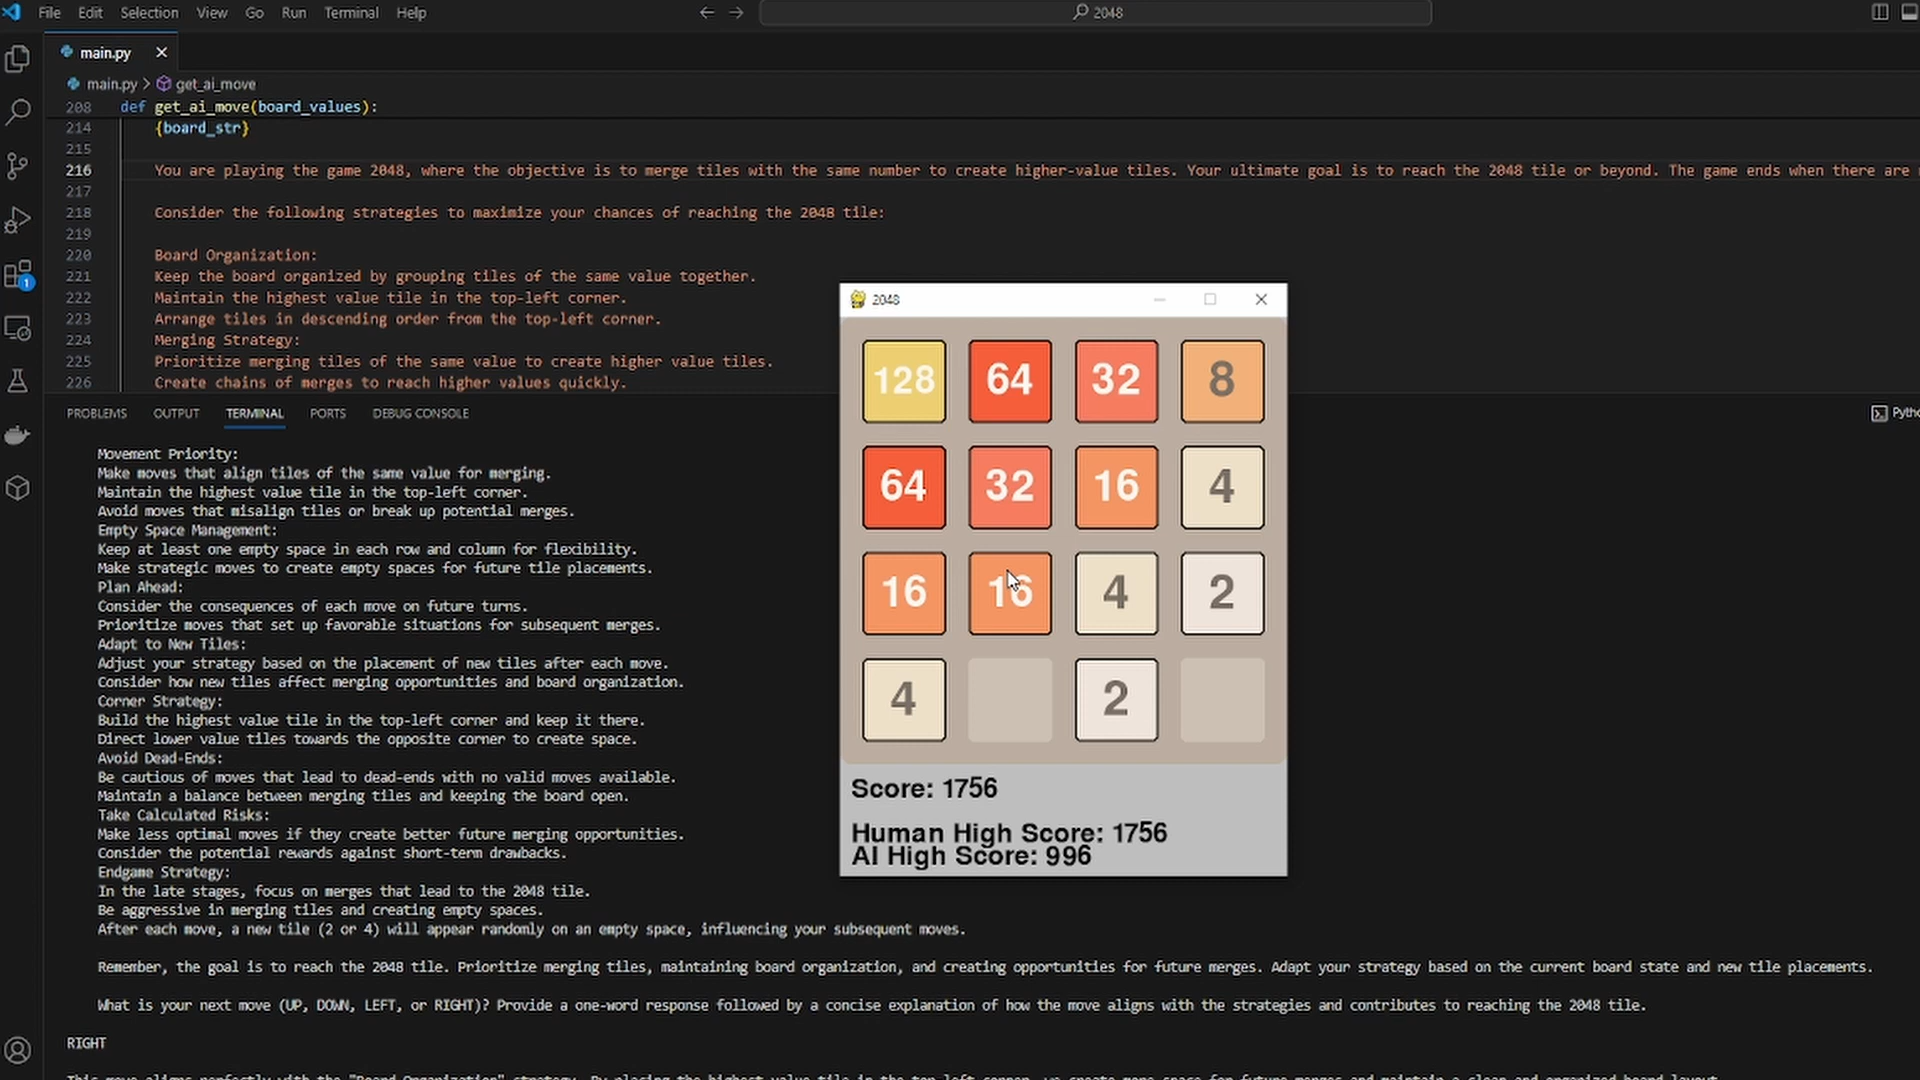 File Edit Selection View Go Run Terminal Help
2048
main.py
main.py > get_ai_move
208 def get_ai_move(board_values):
214 {board_str}
215
216 You are playing the game 2048, where the objective is to merge tiles with the same number to create higher-value tiles. Your ultimate goal is to reach the 2048 tile or beyond. The game ends when there are
217
218 Consider the following strategies to maximize your chances of reaching the 2048 tile:
219
220 Board Organization:
221 Keep the board organized by grouping tiles of the same value together.
222 Maintain the highest value tile in the top-left corner.
223 Arrange tiles in descending order from the top-left corner.
224 Merging Strategy:
225 Prioritize merging tiles of the same value to create higher value tiles.
226 Create chains of merges to reach higher values quickly.
1
PROBLEMS OUTPUT TERMINAL PORTS DEBUG CONSOLE
Movement Priority:
Make moves that align tiles of the same value for merging.
Maintain the highest value tile in the top-left corner.
Avoid moves that misalign tiles or break up potential merges.
Empty Space Management:
Keep at least one empty space in each row and column for flexibility.
Make strategic moves to create empty spaces for future tile placements.
Plan Ahead:
Consider the consequences of each move on future turns.
Prioritize moves that set up favorable situations for subsequent merges.
Adapt to New Tiles:
Adjust your strategy based on the placement of new tiles after each move.
Consider how new tiles affect merging opportunities and board organization.
Corner Strategy:
Build the highest value tile in the top-left corner and keep it there.
Direct lower value tiles towards the opposite corner to create space.
Avoid Dead-Ends:
Be cautious of moves that lead to dead-ends with no valid moves available.
Maintain a balance between merging tiles and keeping the board open.
Take Calculated Risks:
Make less optimal moves if they create better future merging opportunities.
Consider the potential rewards against short-term drawbacks.
Endgame Strategy:
In the late stages, focus on merges that lead to the 2048 tile.
Be aggressive in merging tiles and creating empty spaces.
After each move, a new tile (2 or 4) will appear randomly on an empty space, influencing your subsequent moves.
Remember, the goal is to reach the 2048 tile. Prioritize merging tiles, maintaining board organization, and creating opportunities for future merges. Adapt your strategy based on the current board state and new tile placements.
What is your next move (UP, DOWN, LEFT, or RIGHT)? Provide a one-word response followed by a concise explanation of how the move aligns with the strategies and contributes to reaching the 2048 tile.
RIGHT
2048
128 64 32 8
64 32 16 4
16 16 4 2
4 2
Score: 1756
Human High Score: 1756
AI High Score: 996